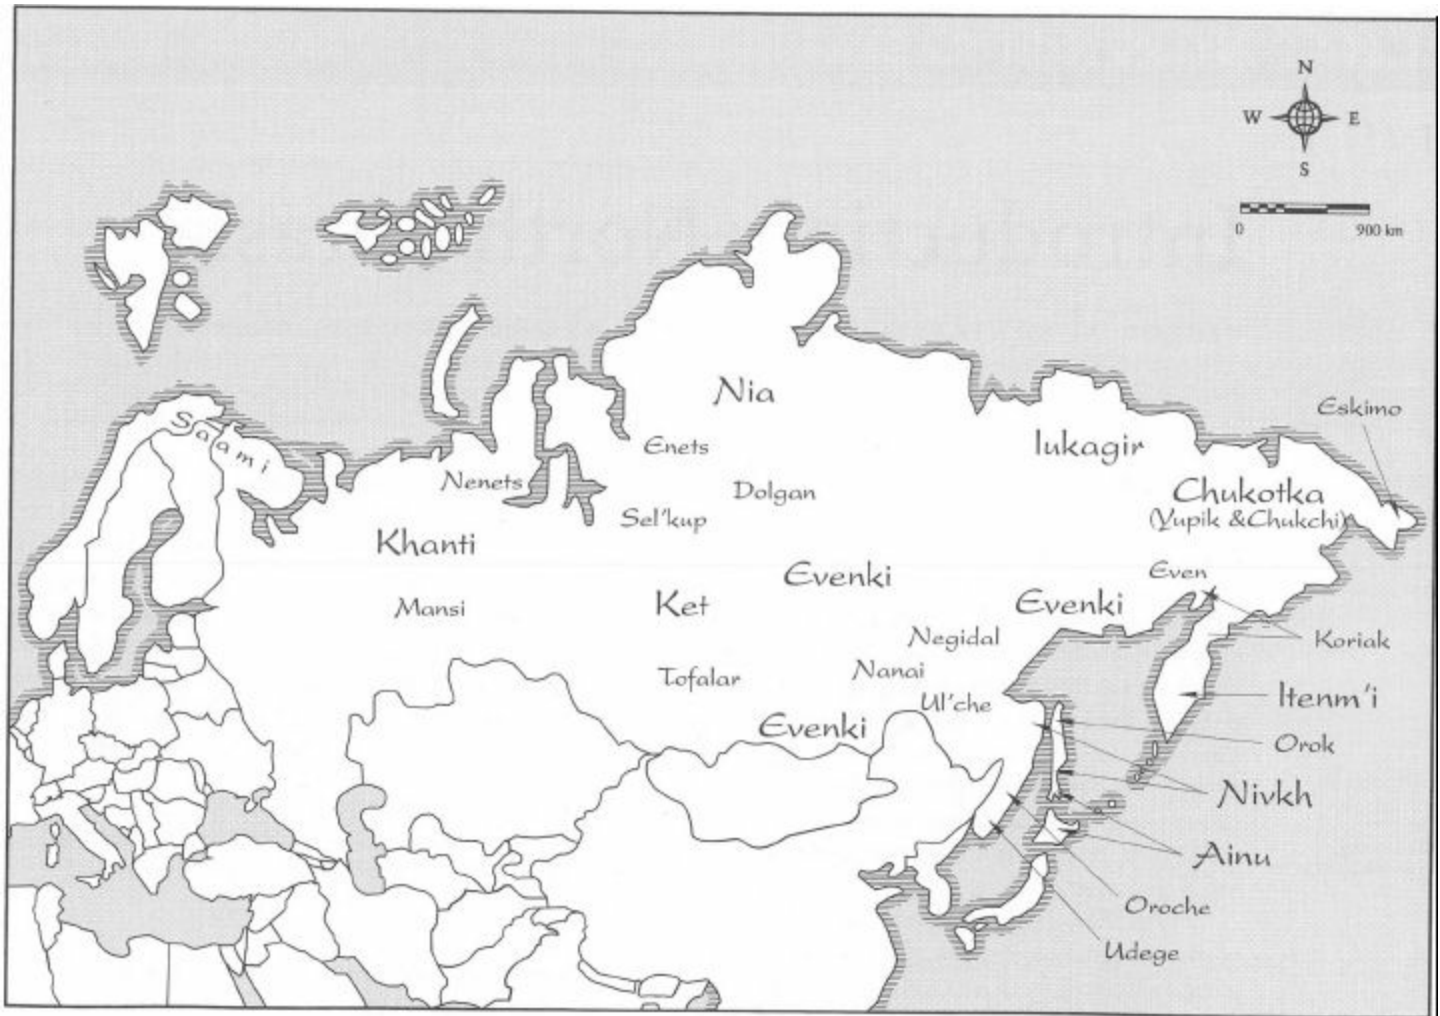 N
W E
S
0 900 km
Nia
Eskimo
Saami
Iukagir
Enets
Nenets
Dolgan
Chukotka
(Yupik &Chukchi)
Sel'kup
Khanti
Evenki
Even
Mansi
Ket
Evenki
Negidal
Koriak
Nanai
Tofalar
Itenm'i
Ul'che
Evenki
Orok
Nivkh
Ainu
Oroche
Udege